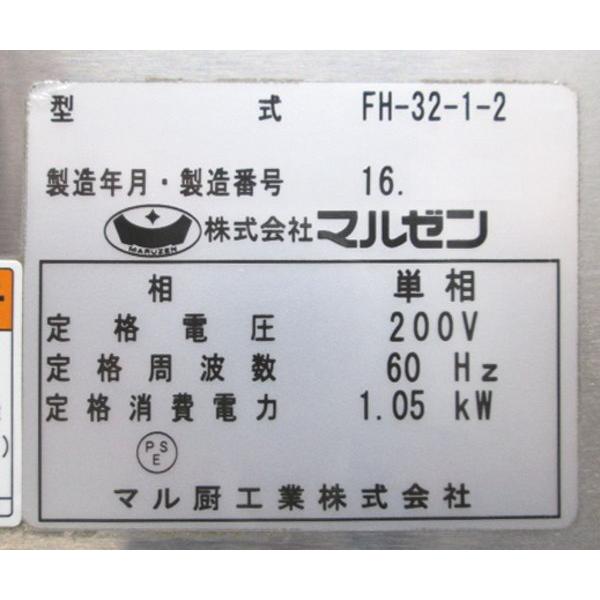 型式 FH-32-1-2
製造年月・製造番号 16.
MARUZEN 株式会社マルゼン
相 単相
定格電圧 200V
定格周波数 60 Hz
定格消費電力 1.05 kW
PSE
マル厨工業株式会社